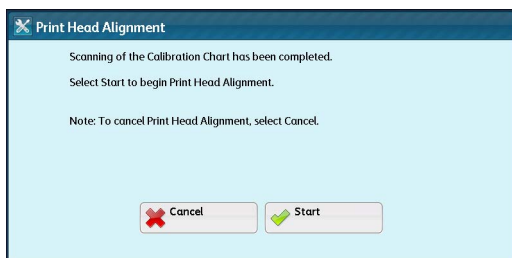 Print Head Alignment
Scanning of the Calibration Chart has been completed.
Select Start to begin Print Head Alignment.
Note: To cancel Print Head Alignment, select Cancel.
Cancel
Start